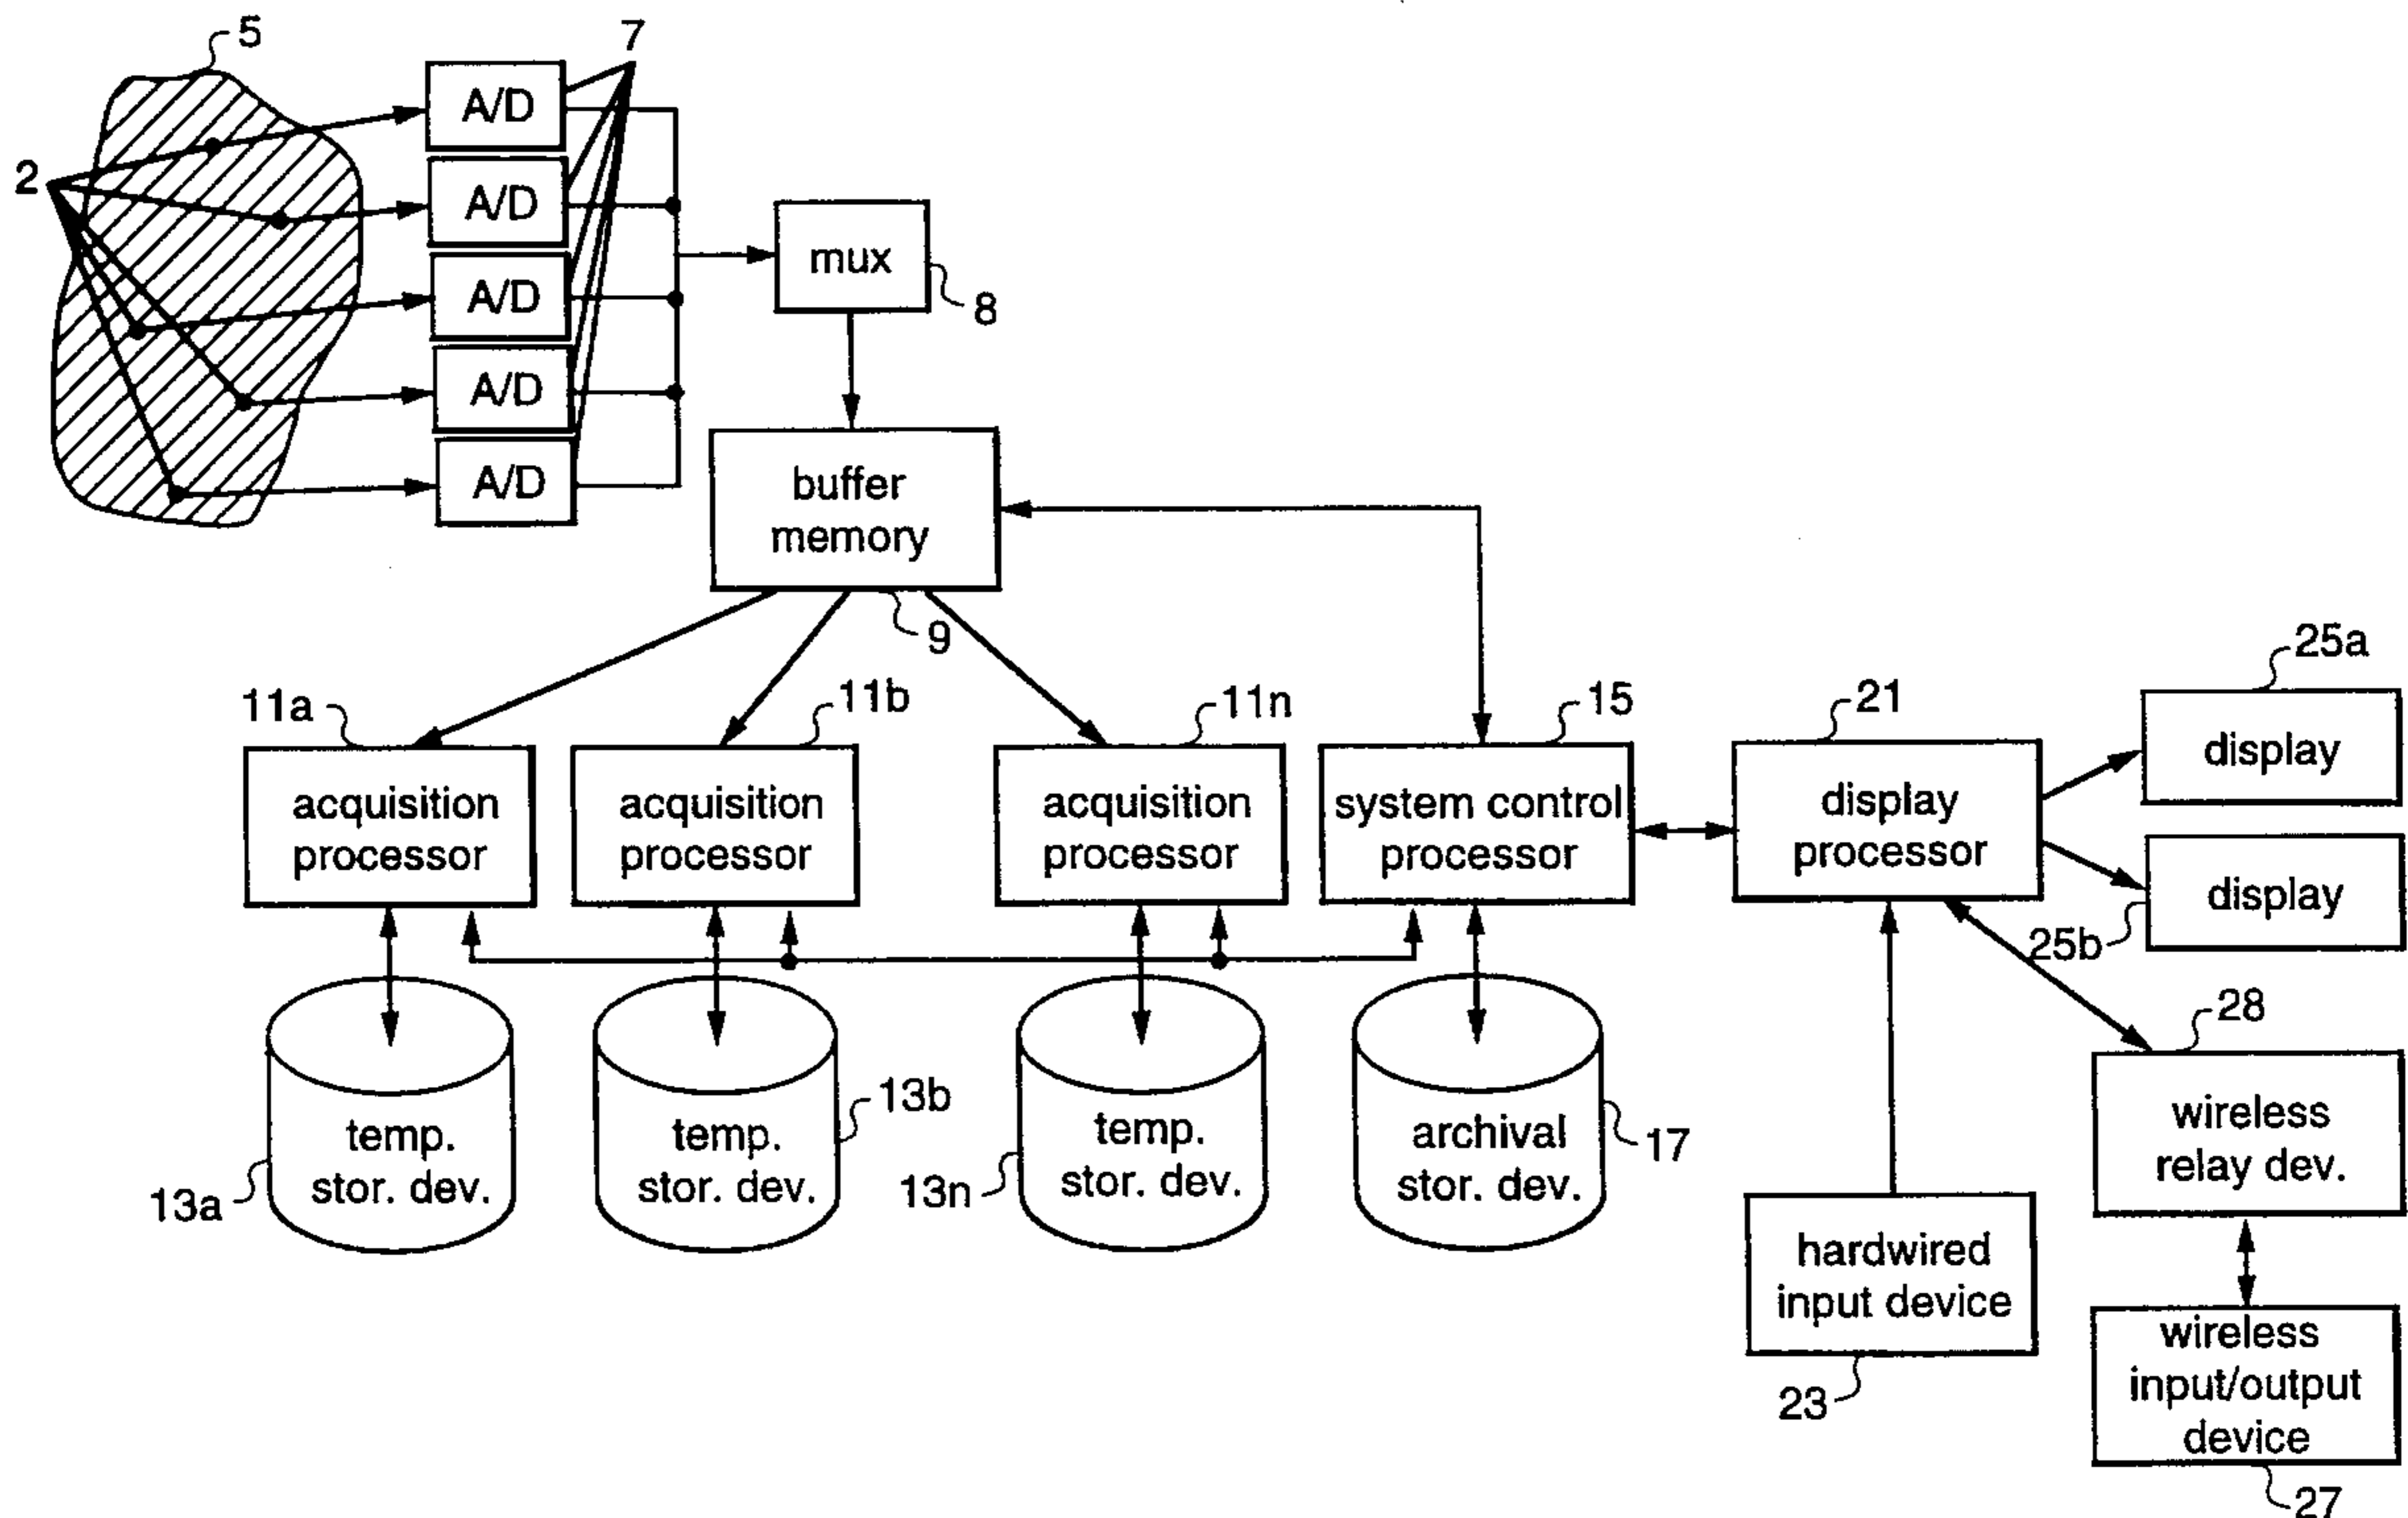 5
7
2
A/D
A/D
A/D
A/D
A/D
mux
8
buffer
memory
9
11a
11b
11n
15
21
25a
acquisition
processor
acquisition
processor
acquisition
processor
system control
processor
display
processor
display
display
25b
13a
temp.
stor. dev.
temp.
stor. dev.
13b
13n
temp.
stor. dev.
archival
stor. dev.
17
28
wireless
relay dev.
hardwired
input device
23
wireless
input/output
device
27